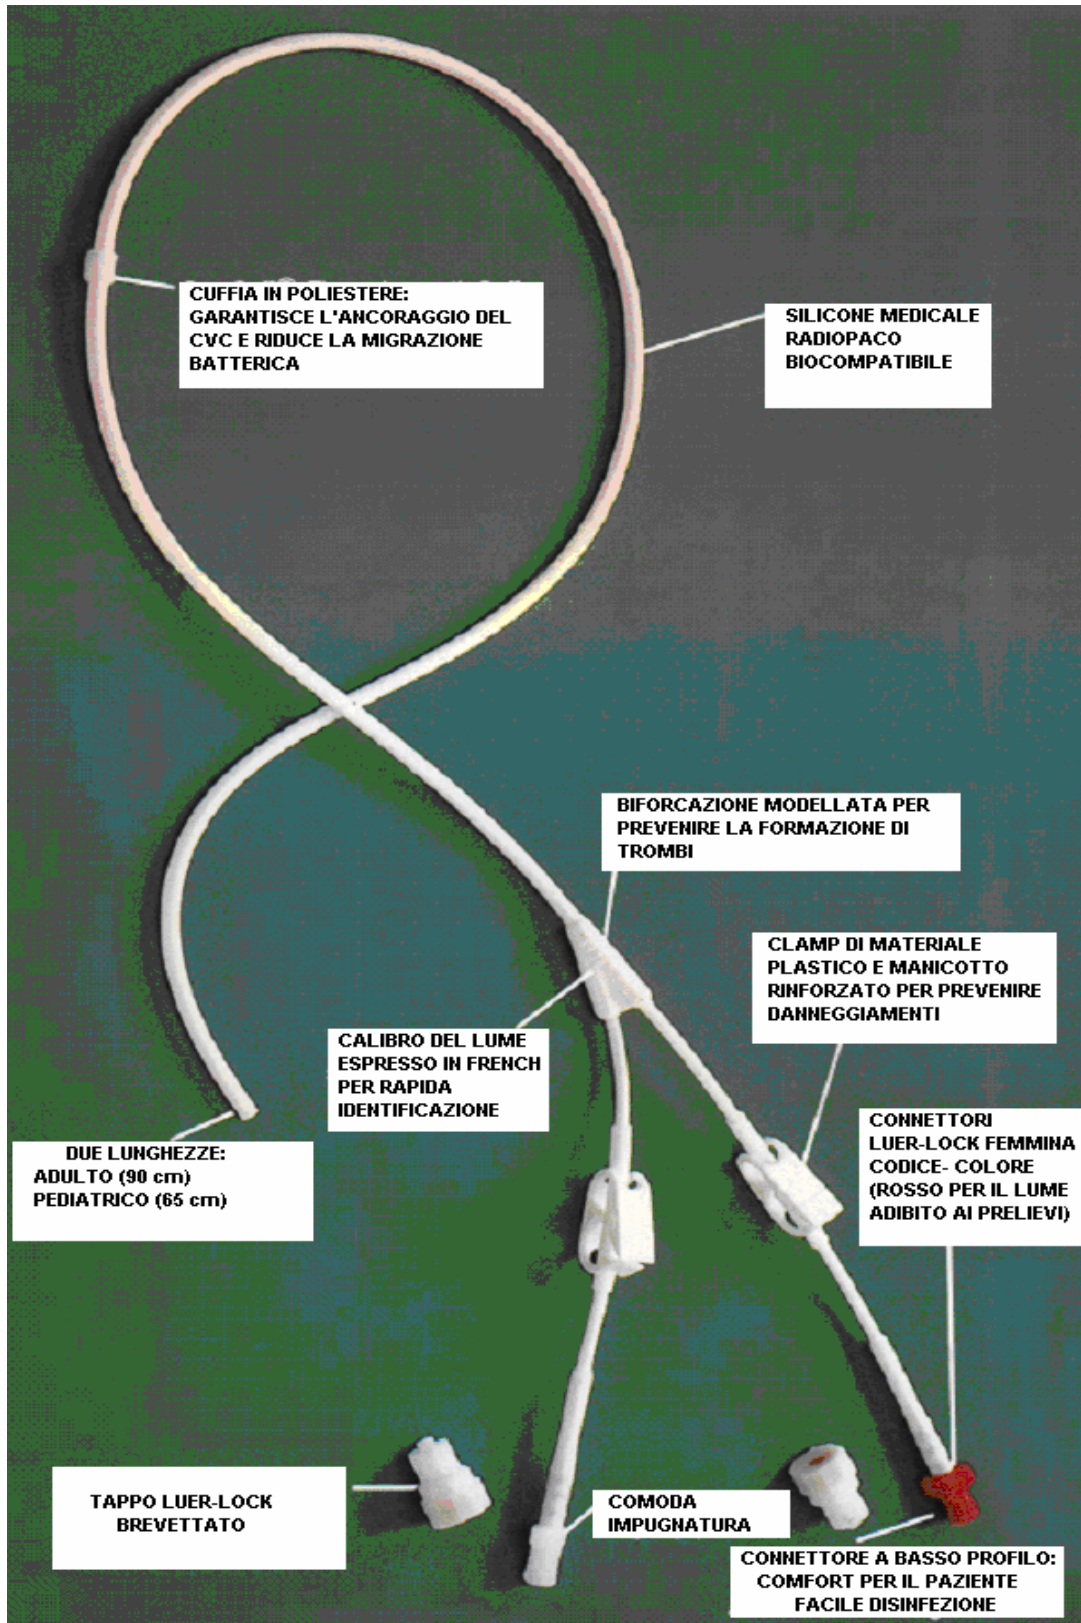 CUFFIA IN POLIESTERE:
GARANTISCE L'ANCORAGGIO DEL
CVC E RIDUCE LA MIGRAZIONE
BATTERICA
SILICONE MEDICALE
RADIOPACO
BIOCOMPATIBILE
BIFORCAZIONE MODELLATA PER
PREVENIRE LA FORMAZIONE DI
TROMBI
CLAMP DI MATERIALE
PLASTICO E MANICOTTO
RINFORZATO PER PREVENIRE
DANNEGGIAMENTI
CALIBRO DEL LUME
ESPRESSO IN FRENCH
PER RAPIDA
IDENTIFICAZIONE
DUE LUNGHEZZE:
ADULTO (90 cm)
PEDIATRICO (65 cm)
CONNETTORI
LUER-LOCK FEMMINA
CODICE- COLORE
(ROSSO PER IL LUME
ADIBITO AI PRELIEVI)
TAPPO LUER-LOCK
BREVETTATO
COMODA
IMPUGNATURA
CONNETTORE A BASSO PROFILO:
COMFORT PER IL PAZIENTE
FACILE DISINFEZIONE